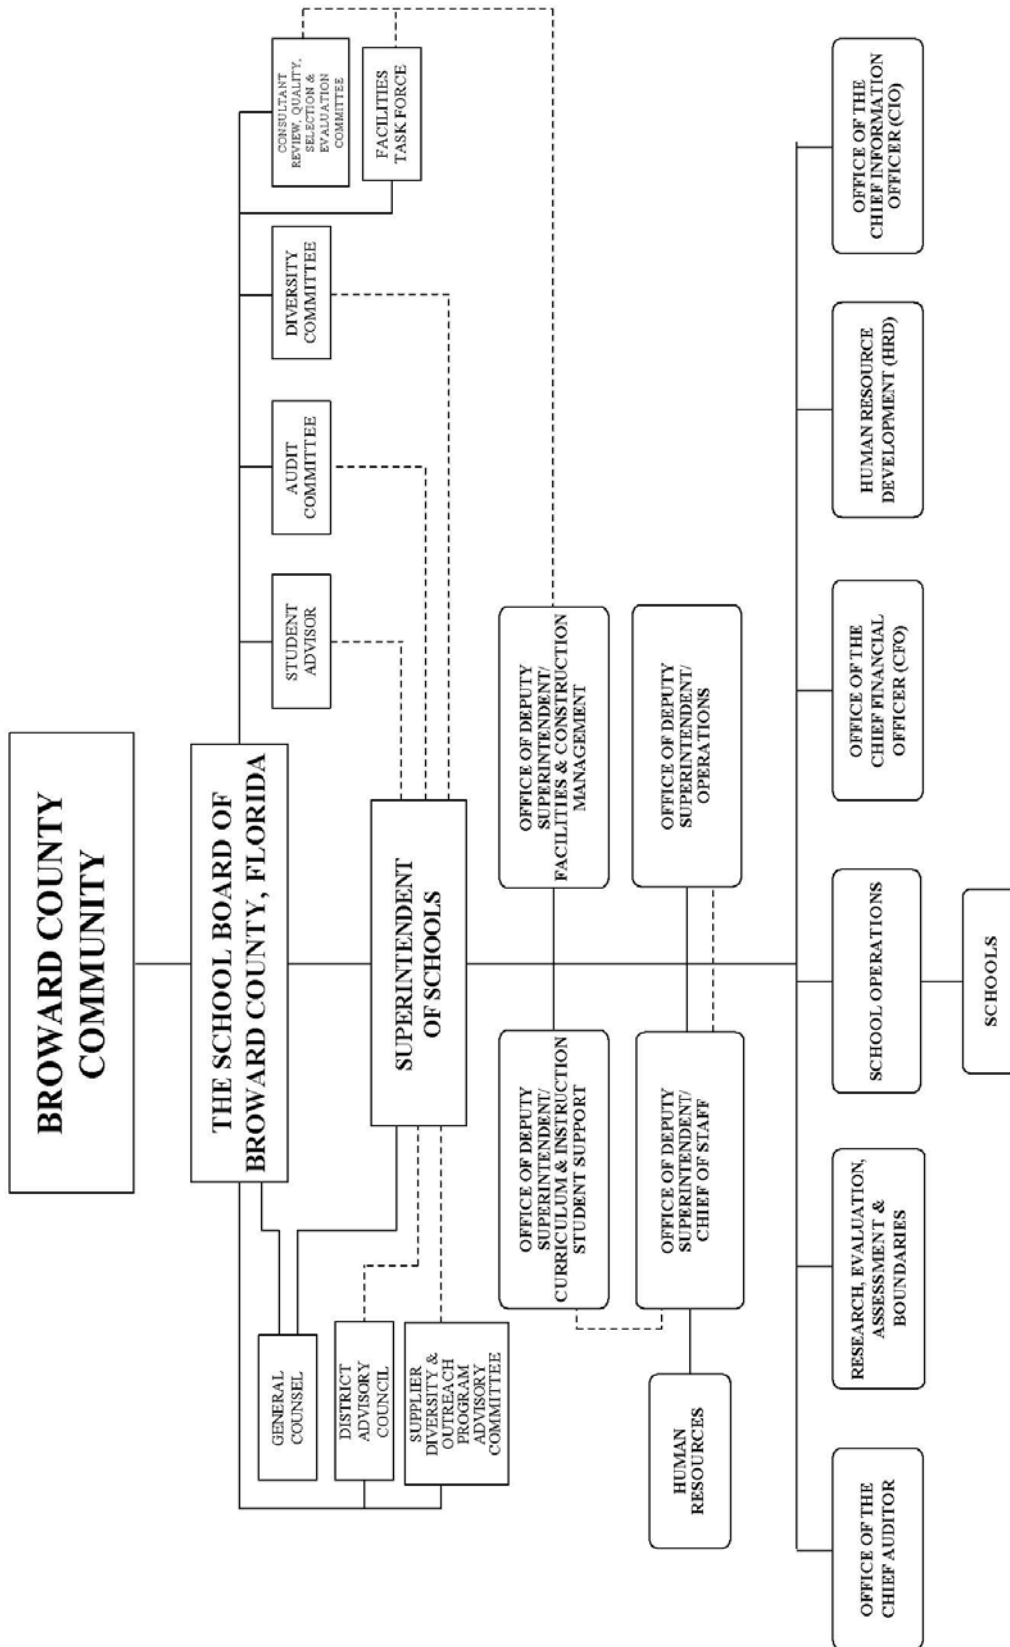 BROWARD COUNTY
COMMUNITY
THE SCHOOL BOARD OF
BROWARD COUNTY, FLORIDA
GENERAL
COUNSEL
STUDENT
ADVISOR
AUDIT
COMMITTEE
DIVERSITY
COMMITTEE
CONSULTANT
REVIEW, QUALITY,
SELECTION &
EVALUATION
COMMITTEE
FACILITIES
TASK FORCE
DISTRICT
ADVISORY
COUNCIL
SUPPLIER
DIVERSITY &
OUTREACH
PROGRAM
ADVISORY
COMMITTEE
SUPERINTENDENT
OF SCHOOLS
OFFICE OF DEPUTY
SUPERINTENDENT/
CURRICULUM & INSTRUCTION
STUDENT SUPPORT
OFFICE OF DEPUTY
SUPERINTENDENT/
FACILITIES & CONSTRUCTION
MANAGEMENT
HUMAN
RESOURCES
OFFICE OF DEPUTY
SUPERINTENDENT/
CHIEF OF STAFF
OFFICE OF DEPUTY
SUPERINTENDENT/
OPERATIONS
OFFICE OF THE
CHIEF AUDITOR
RESEARCH, EVALUATION,
ASSESSMENT &
BOUNDARIES
SCHOOL OPERATIONS
OFFICE OF THE
CHIEF FINANCIAL
OFFICER (CFO)
HUMAN RESOURCE
DEVELOPMENT (HRD)
OFFICE OF THE
CHIEF INFORMATION
OFFICER (CIO)
SCHOOLS